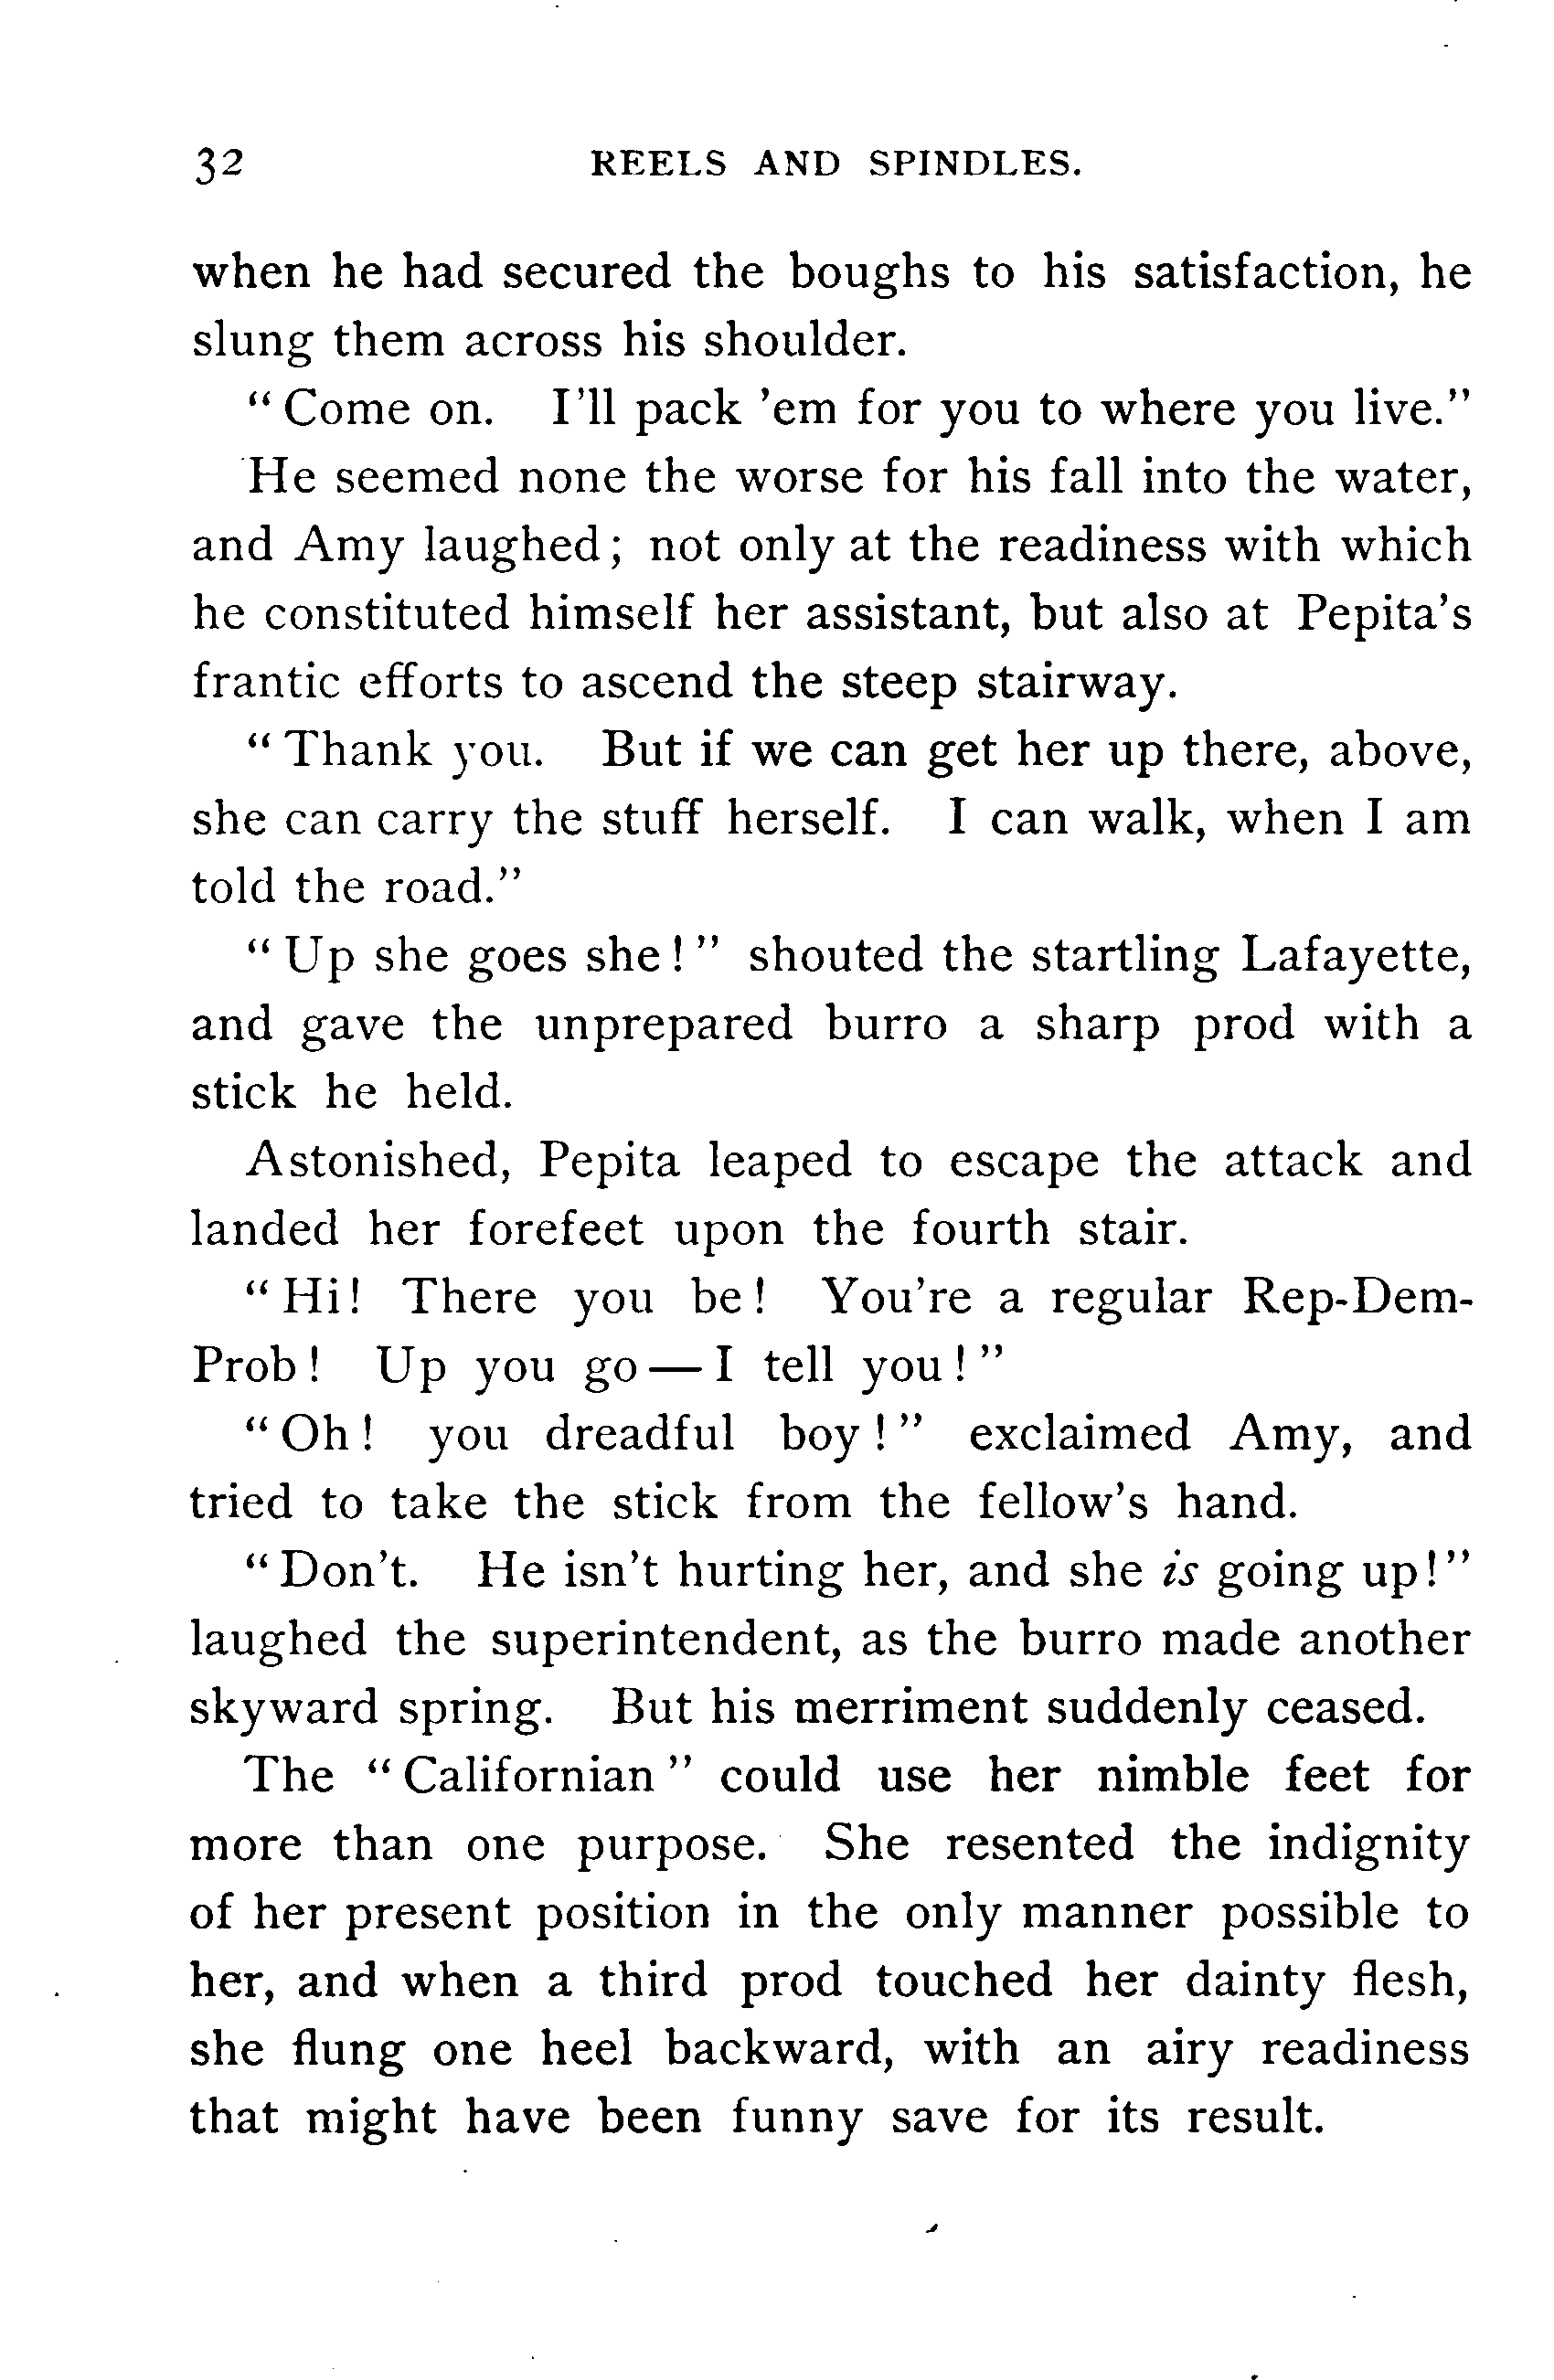 32 REELS AND SPINDLES.
when he had secured the boughs to his satisfaction, he
slung them across his shoulder.
“Come on. I'll pack 'em for you to where you live.”
He seemed none the worse for his fall into the water,
and Amy laughed; not only at the readiness with which
he constituted himself her assistant, but also at Pepita's
frantic efforts to ascend the steep stairway.
“Thank you. But if we can get her up there, above,
she can carry the stuff herself. I can walk, when I am
told the road.”
“Up she goes she!” shouted the startling Lafayette,
and gave the unprepared burro a sharp prod with a
stick he held.
Astonished, Pepita leaped to escape the attack and
landed her forefeet upon the fourth stair.
“Hi! There you be! You're a regular Rep-Dem-
Prob! Up you go—I tell you!”
“Oh! you dreadful boy!” exclaimed Amy, and
tried to take the stick from the fellow's hand.
“Don't. He isn't hurting her, and she is going up!”
laughed the superintendent, as the burro made another
skyward spring. But his merriment suddenly ceased.
The “Californian” could use her nimble feet for
more than one purpose. She resented the indignity
of her present position in the only manner possible to
her, and when a third prod touched her dainty flesh,
she flung one heel backward, with an airy readiness
that might have been funny save for its result.